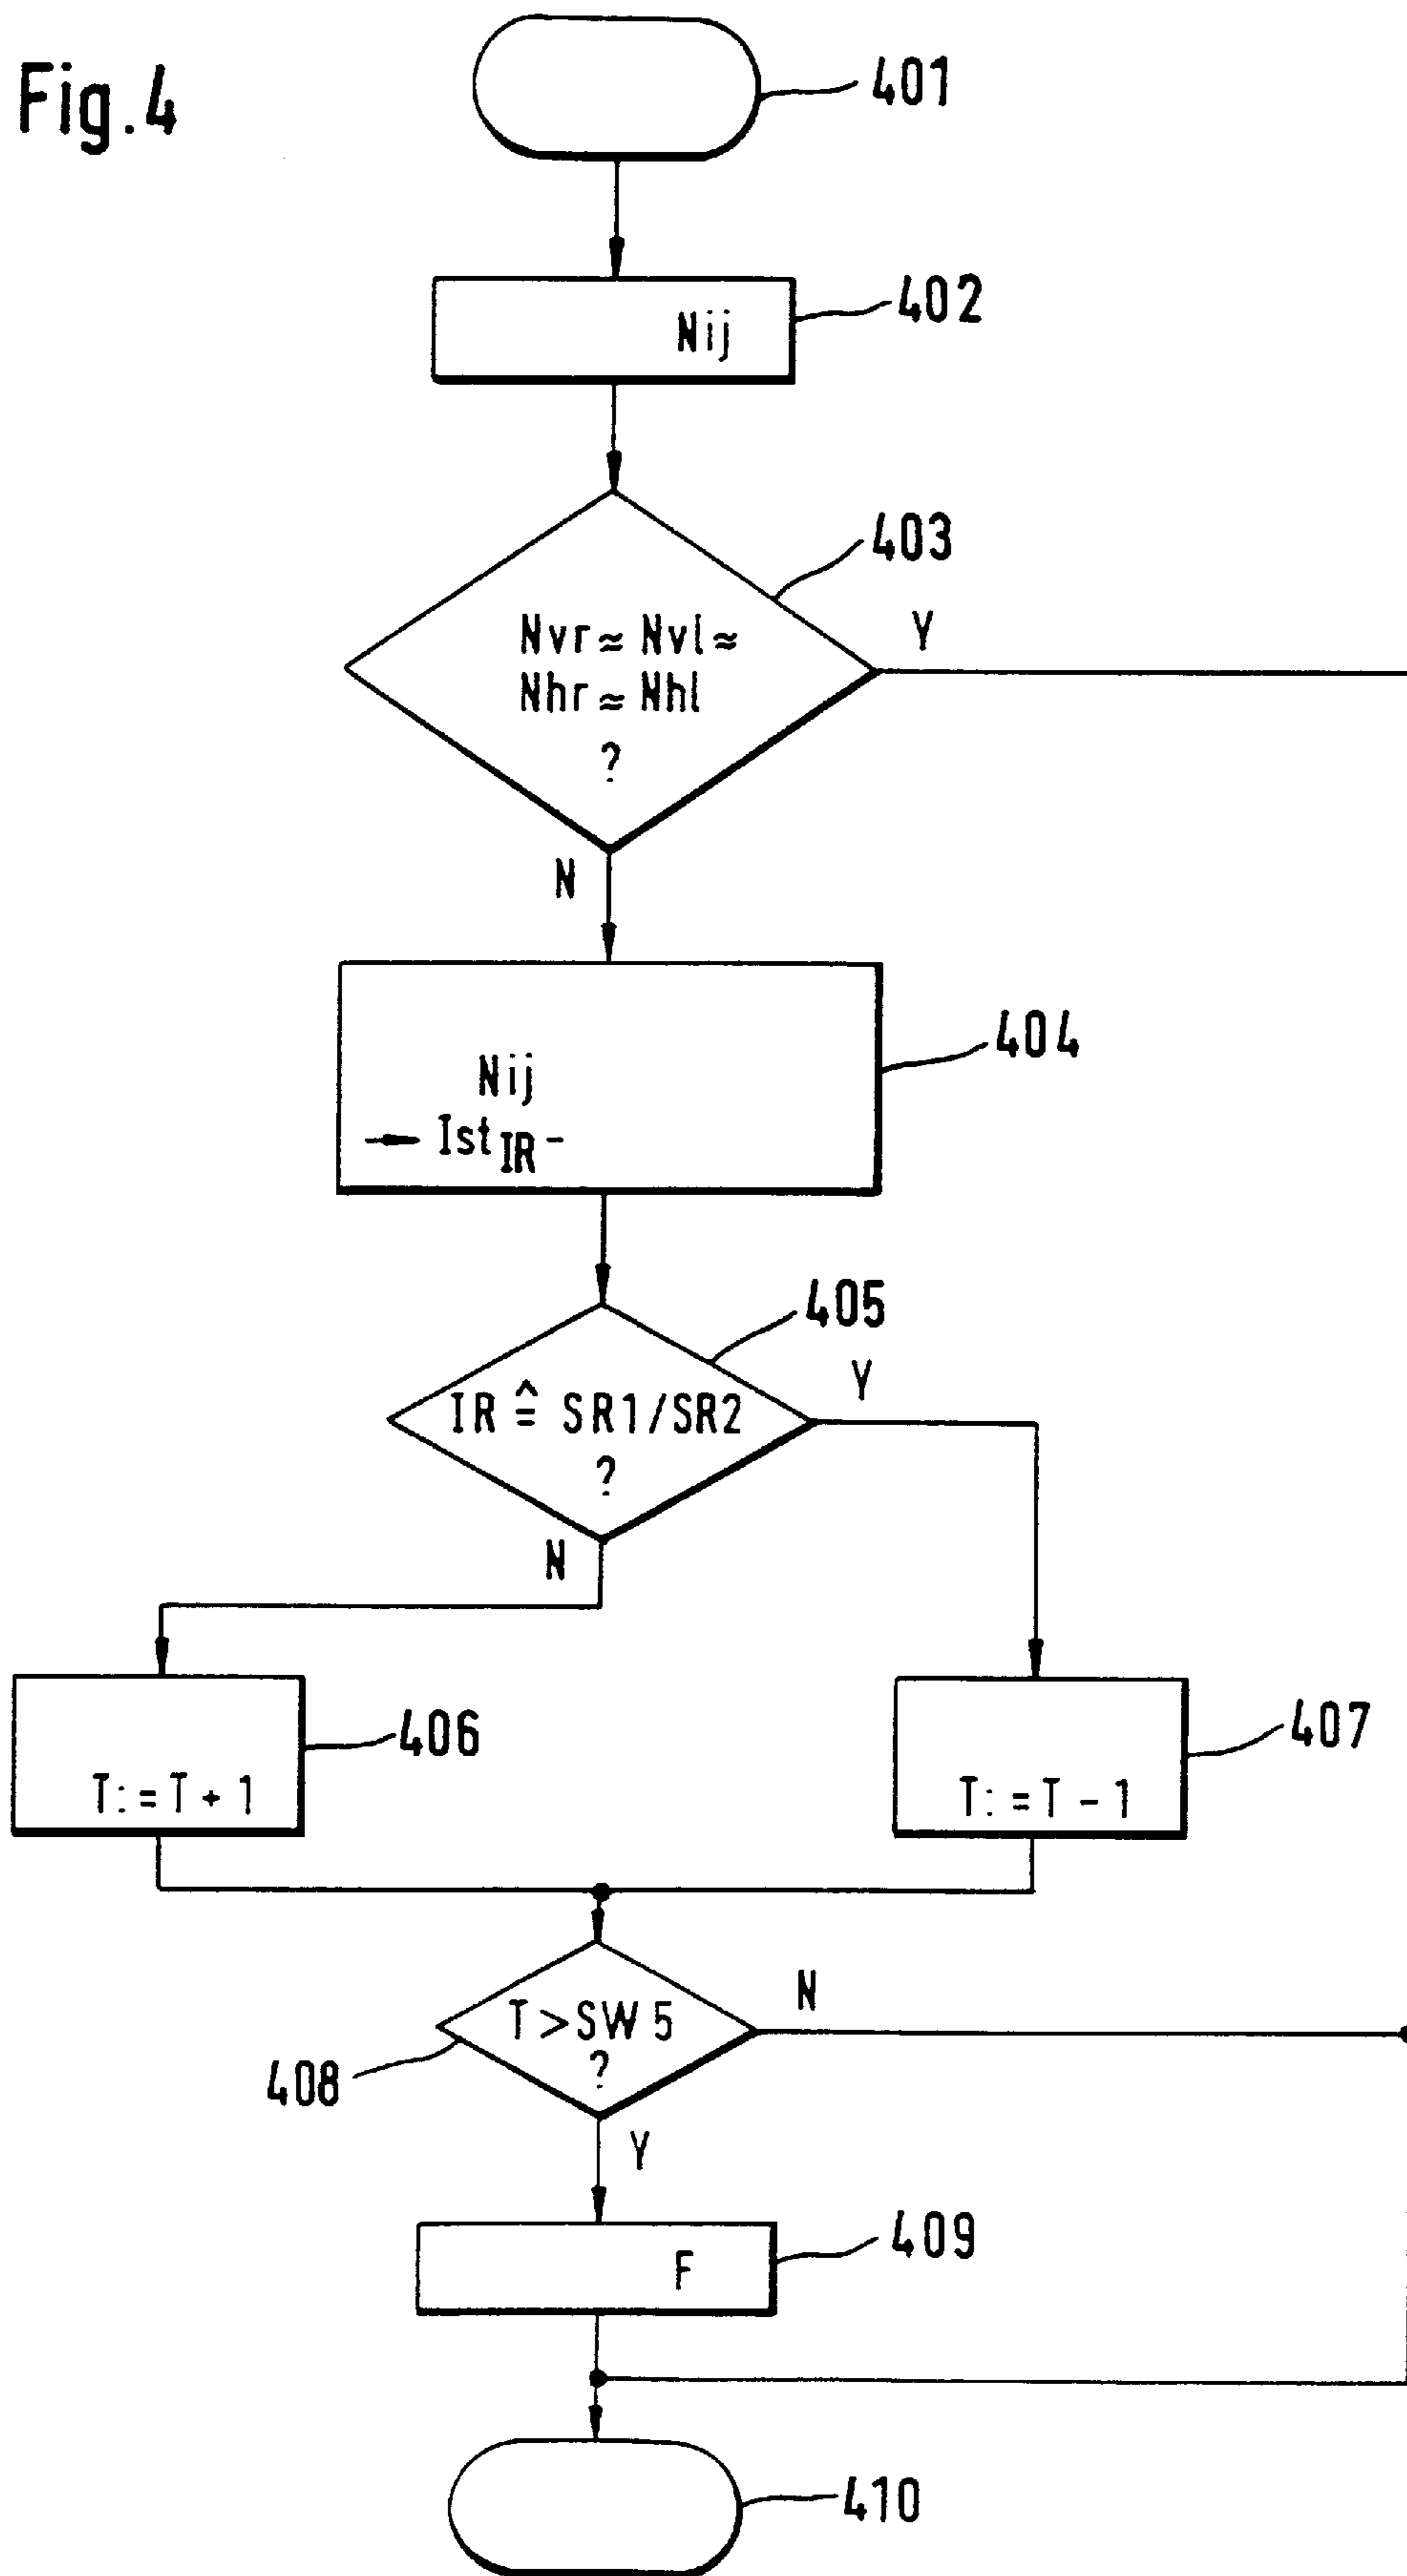 Fig. 4
401
Nij
402
403
Nvr ≈ Nvl ≈
Nhr ≈ Nhl
?
Y
N
404
Nij
→ Ist IR -
405
IR ≙ SR1/SR2
?
Y
N
406
T: = T + 1
407
T: = T - 1
T > SW 5
?
N
408
Y
F
409
410